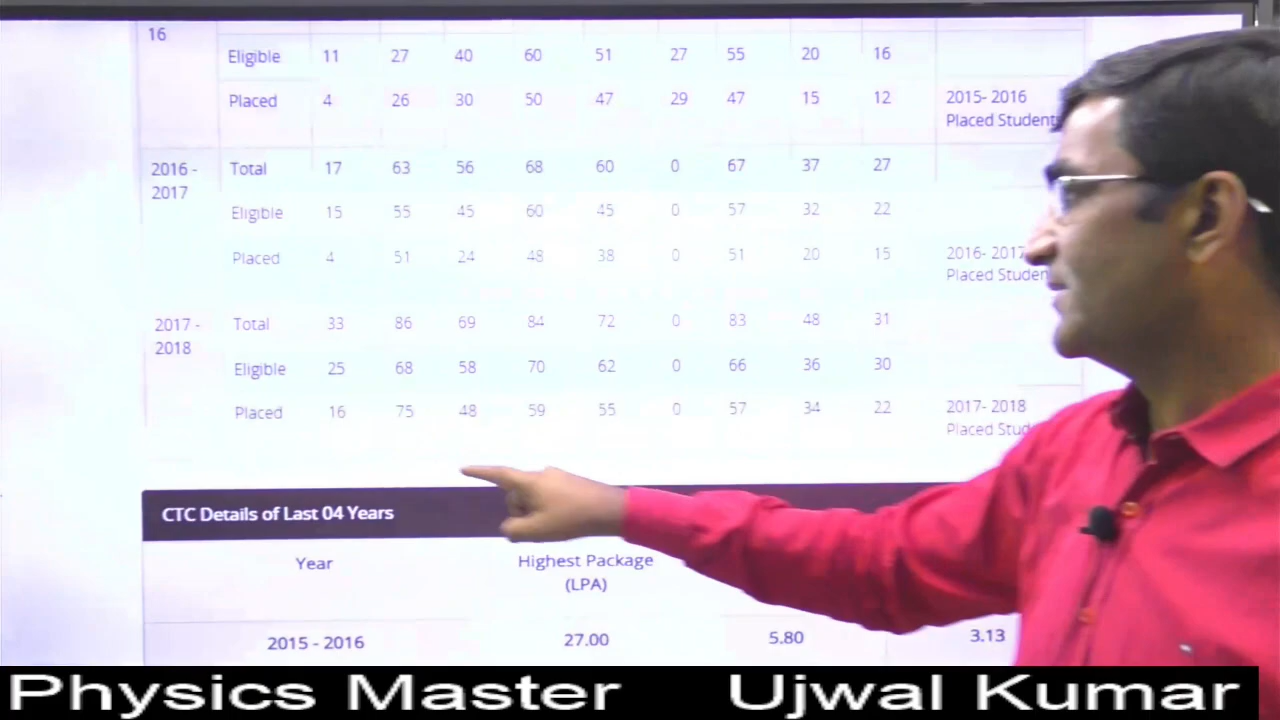 16
Eligible 11 27 40 60 51 27 55 20 16
Placed 4 26 30 50 47 29 47 15 12 2015- 2016
Placed Student
2016 - Total 17 63 56 68 60 0 67 37 27
2017
Eligible 15 55 45 60 45 0 57 32 22
Placed 4 51 24 48 38 0 51 20 15 2016- 2017
Placed Studen
2017 - Total 33 86 69 84 72 0 83 48 31
2018
Eligible 25 68 58 70 62 0 66 36 30
Placed 16 75 48 59 55 0 57 34 22 2017- 2018
Placed Stud
CTC Details of Last 04 Years
Year Highest Package
(LPA)
2015 - 2016 27.00 5.80 3.13
Physics Master Ujwal Kumar